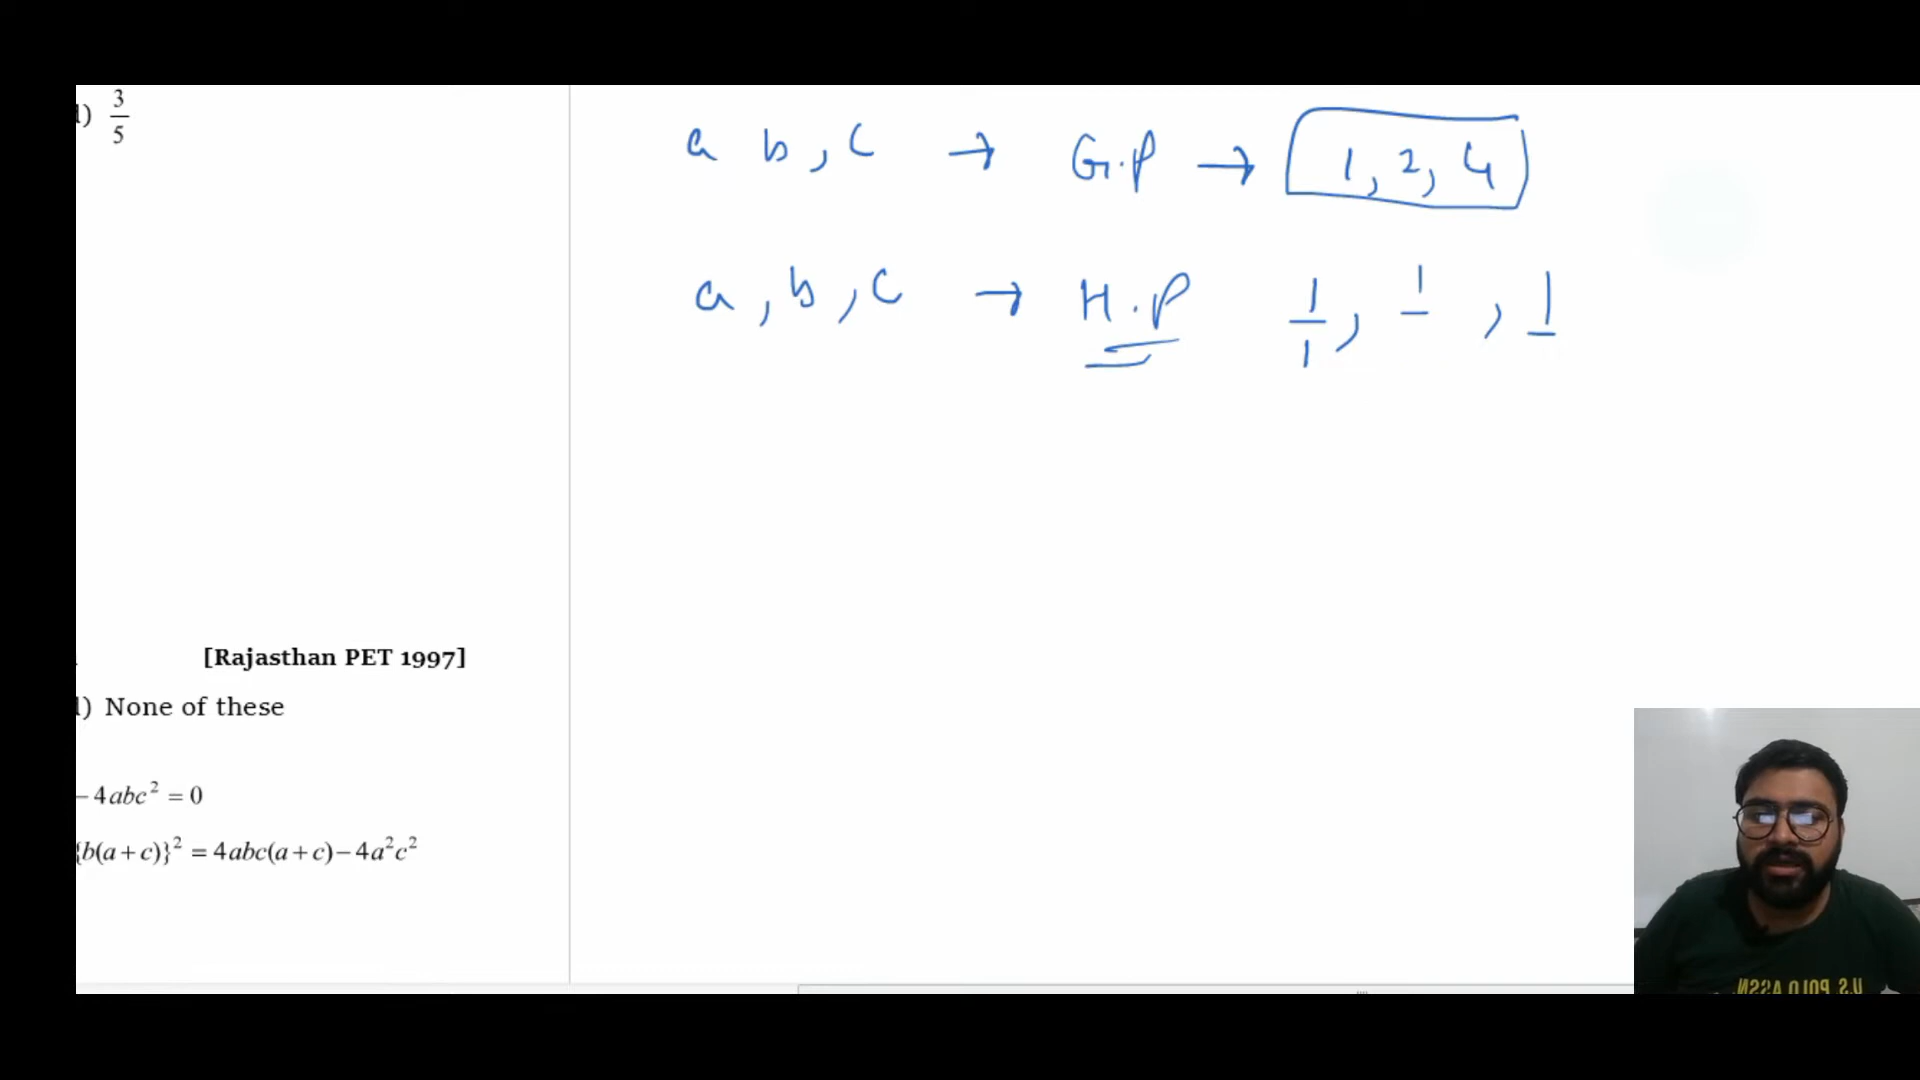 d) 3/5
a b, c → G.P → 1, 2, 4
a, b, c → H.P 1/1, 1/ , 1/
[Rajasthan PET 1997]
d) None of these
– 4abc² = 0
{b(a+c)}² = 4abc(a+c) – 4a²c²
U.S. POLO ASSN